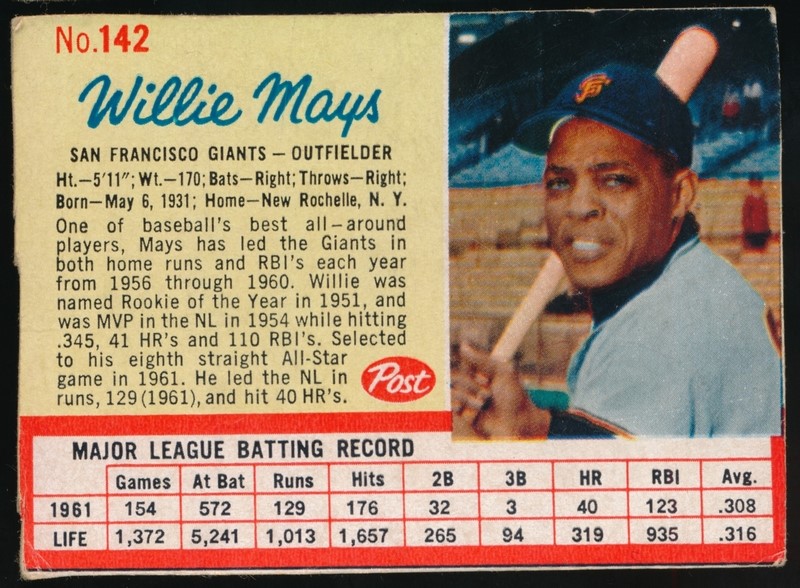 No.142
Willie Mays
SAN FRANCISCO GIANTS – OUTFIELDER
Ht.—5'11"; Wt.—170; Bats—Right; Throws—Right;
Born—May 6, 1931; Home—New Rochelle, N. Y.
One of baseball's best all–around
players, Mays has led the Giants in
both home runs and RBI's each year
from 1956 through 1960. Willie was
named Rookie of the Year in 1951, and
was MVP in the NL in 1954 while hitting
.345, 41 HR's and 110 RBI's. Selected
to his eighth straight All-Star
game in 1961. He led the NL in
runs, 129 (1961), and hit 40 HR's.
Post
SF
MAJOR LEAGUE BATTING RECORD
Games At Bat Runs Hits 2B 3B HR RBI Avg.
1961 154 572 129 176 32 3 40 123 .308
LIFE 1,372 5,241 1,013 1,657 265 94 319 935 .316